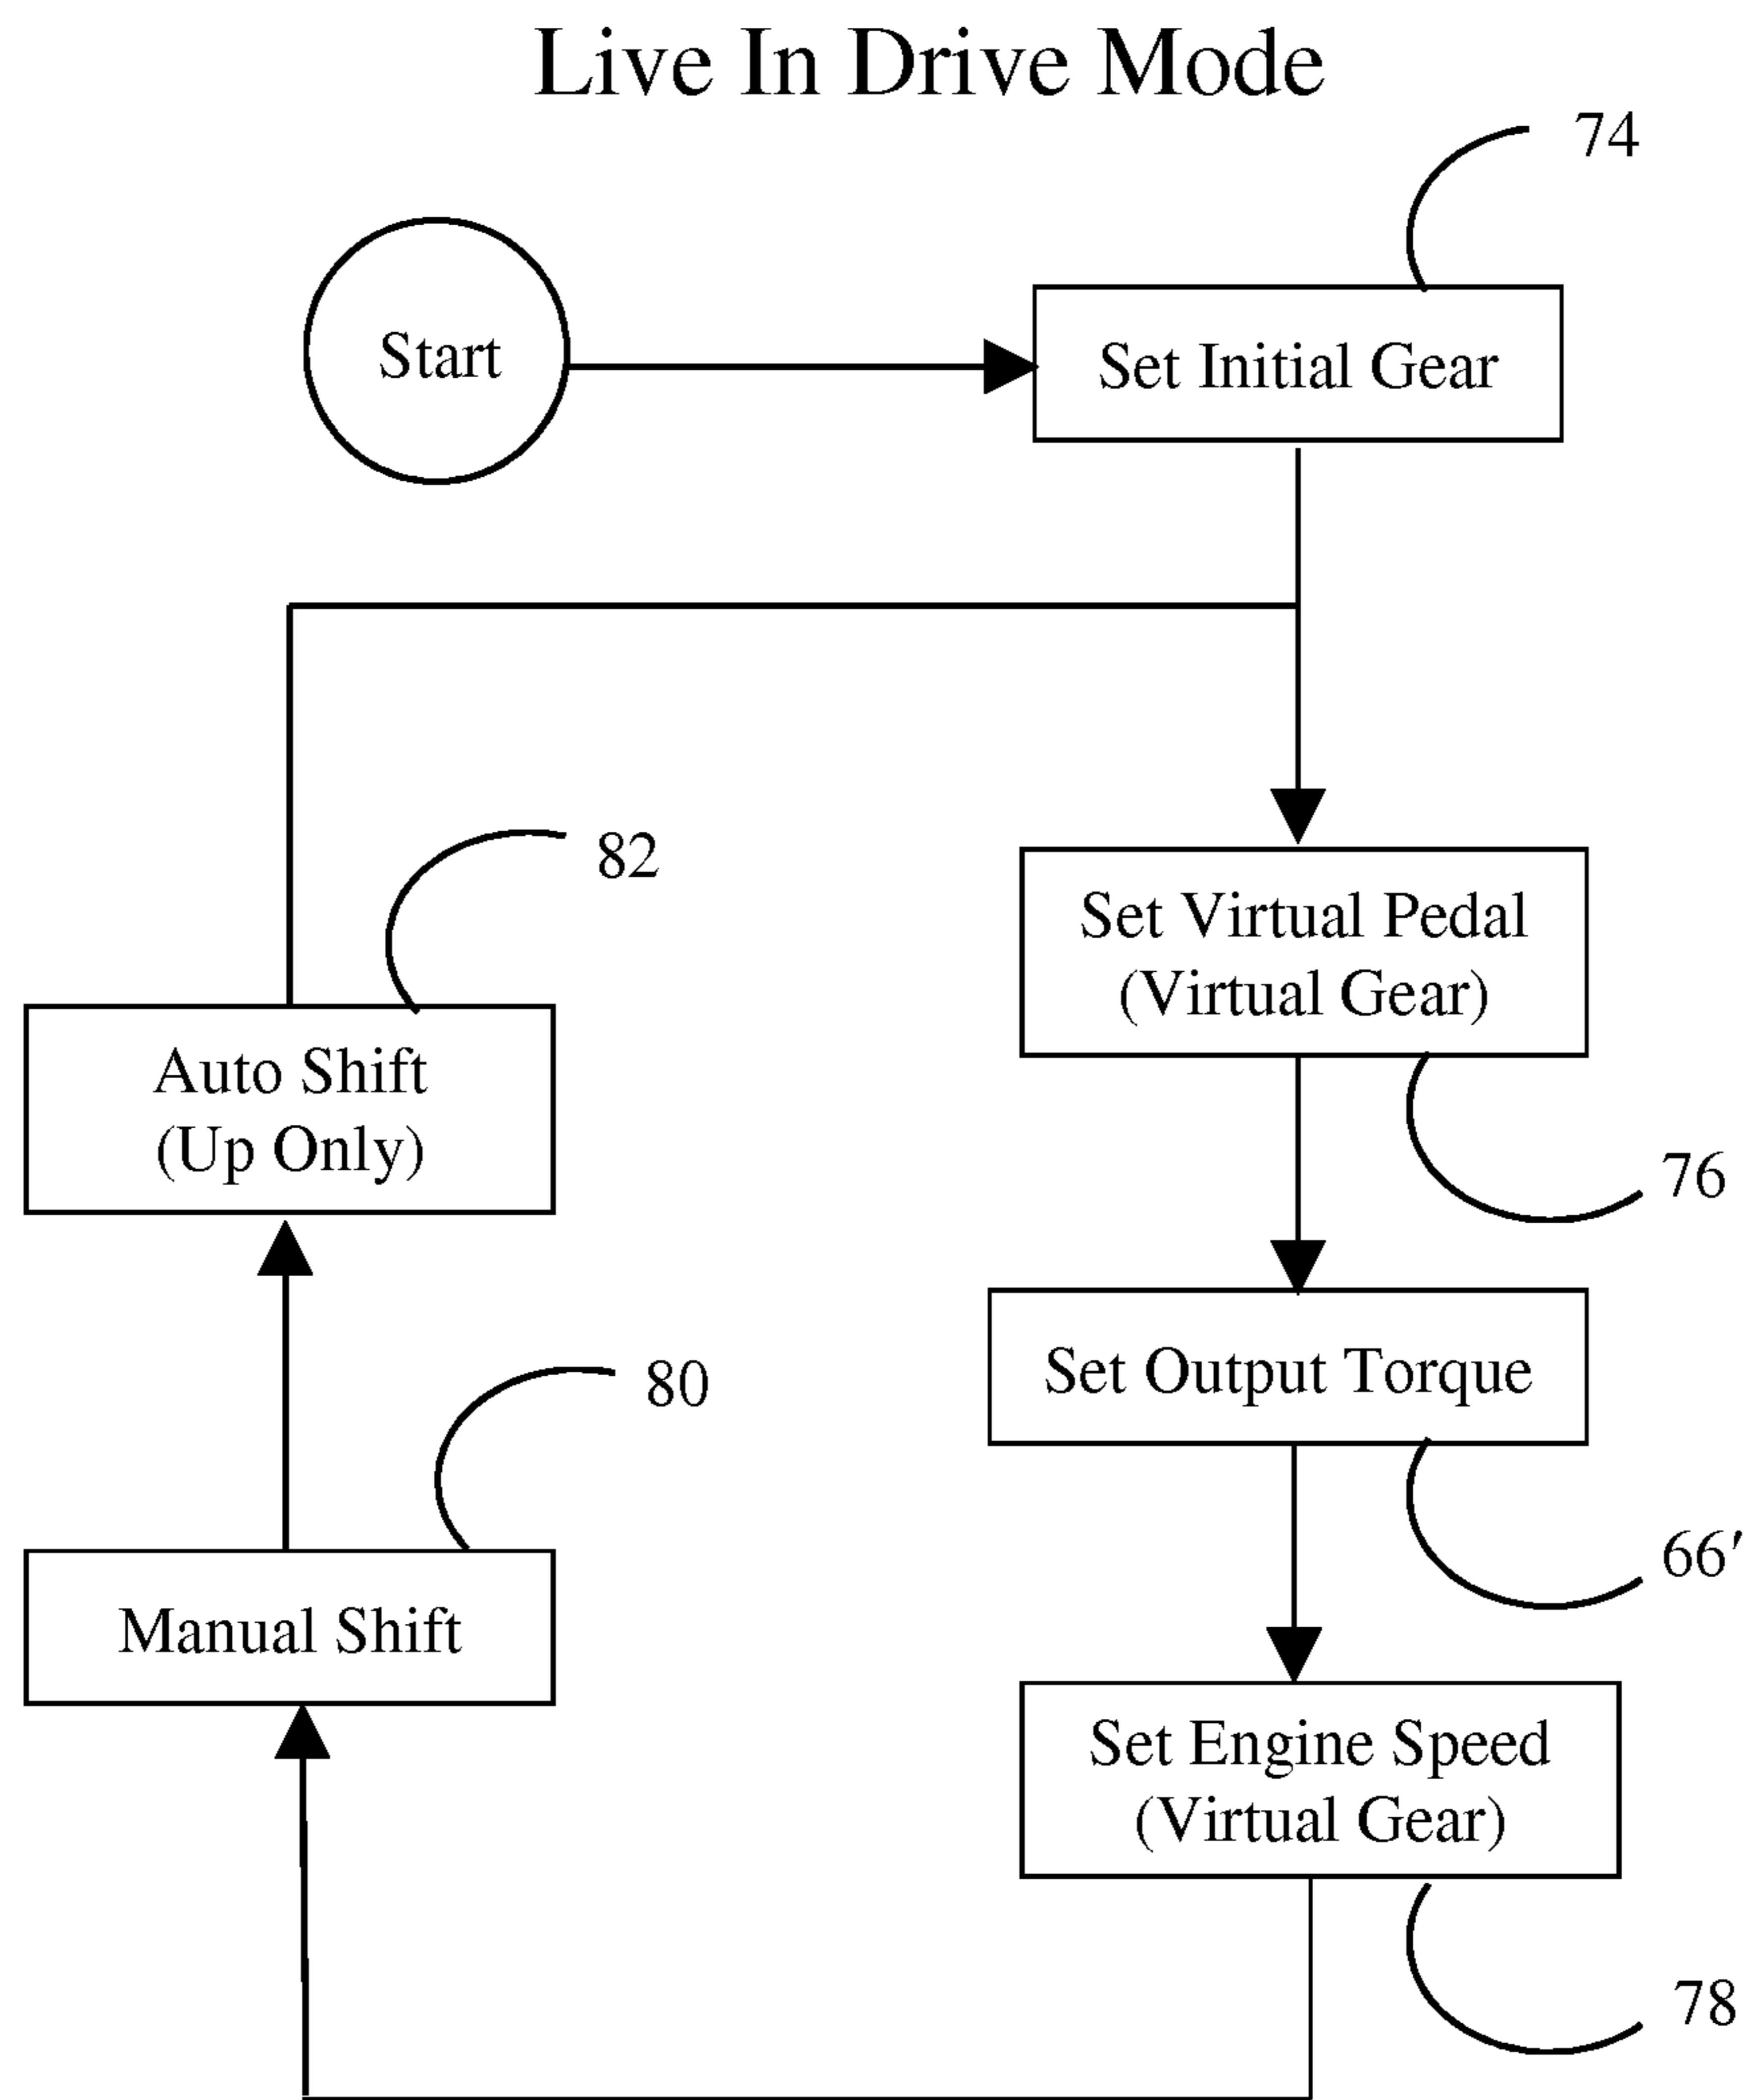 Live In Drive Mode
74
Start
Set Initial Gear
82
Set Virtual Pedal
(Virtual Gear)
Auto Shift
(Up Only)
76
Set Output Torque
80
66′
Manual Shift
Set Engine Speed
(Virtual Gear)
78